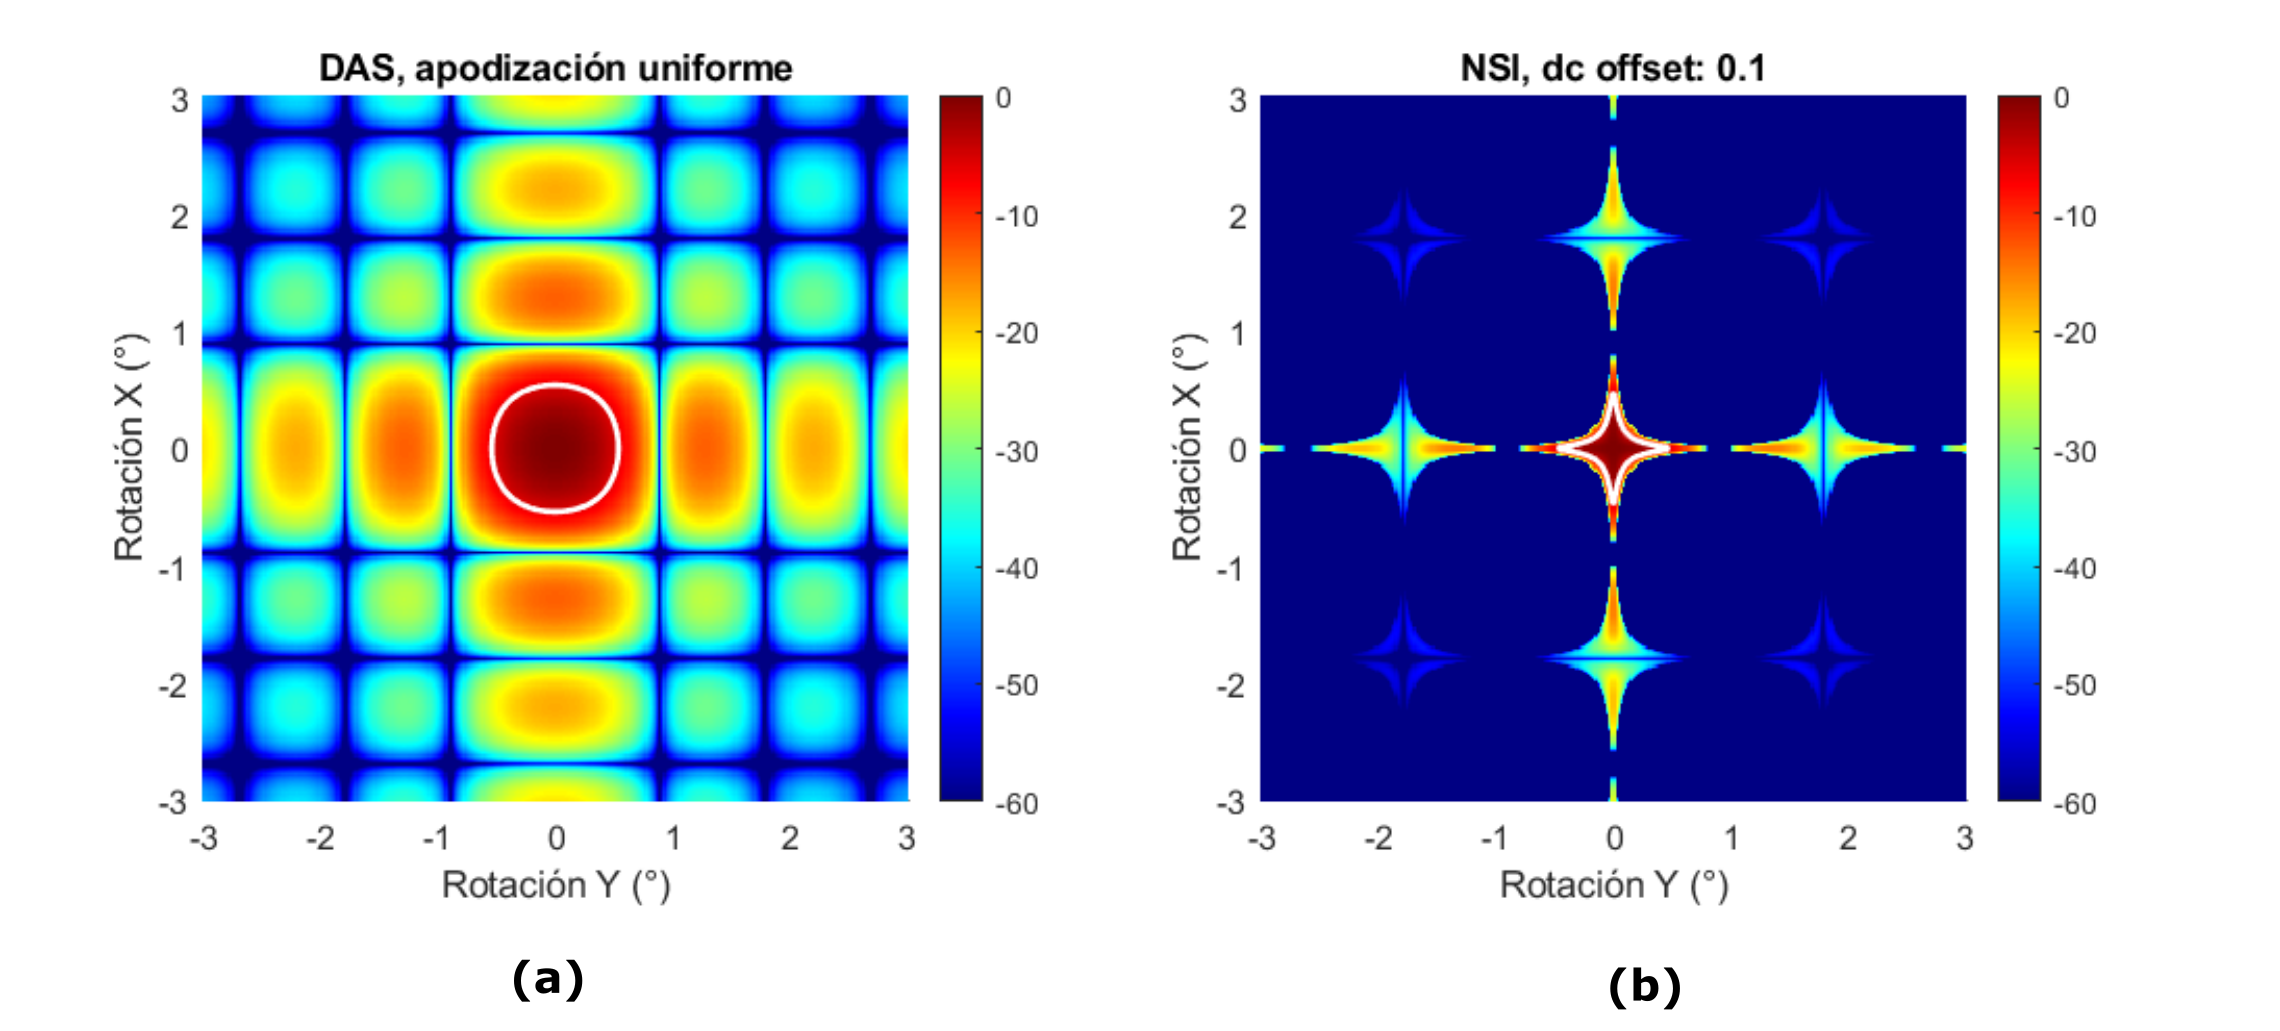 DAS, apodización uniforme
3
2
1
0
-1
-2
-3
Rotación X (°)
-3 -2 -1 0 1 2 3
Rotación Y (°)
0
-10
-20
-30
-40
-50
-60
(a)
NSI, dc offset: 0.1
3
2
1
0
-1
-2
-3
Rotación X (°)
-3 -2 -1 0 1 2 3
Rotación Y (°)
0
-10
-20
-30
-40
-50
-60
(b)